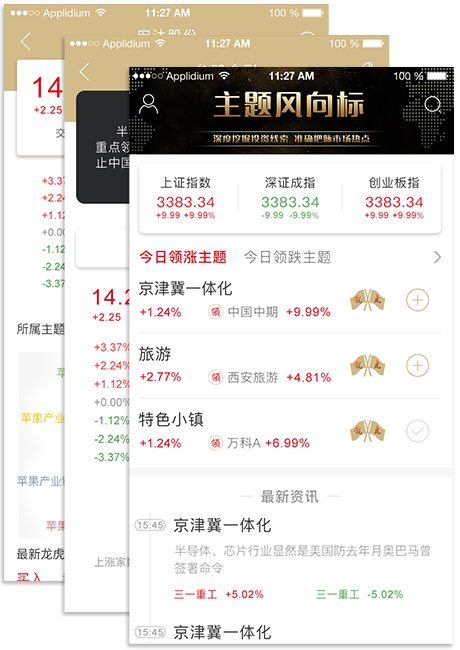 Applidium 11:27 AM 100 %
Applidium 11:27 AM 100 %
Applidium 11:27 AM 100 %
主题风向标
深度挖掘投资线索 准确把脉市场热点
上证指数 深证成指 创业板指
3383.34 3383.34 3383.34
+9.99 +9.99% -9.99 -9.99% +9.99 +9.99%
今日领涨主题 今日领跌主题
京津冀一体化
+1.24% 领 中国中期 +9.99%
旅游
+2.77% 领 西安旅游 +4.81%
特色小镇
+1.24% 领 万科A +6.99%
最新资讯
15:45 京津冀一体化
半导体、芯片行业显然是美国防去年月奥巴马曾
签署命令
三一重工 +5.02% 三一重工 -5.02%
15:45 京津冀一体化
半
重点领
止中国
14.2
+2.25
+3.37%
+2.24%
+1.12%
+0.00%
-1.12%
-2.24%
-3.37%
上涨家数
14
+2.25
交
+3.3
+2.2
+1.1
+0.0
-1.1
-2.2
-3.3
所属主题
苹果产业
苹果产业
苹果
最新龙虎
买入